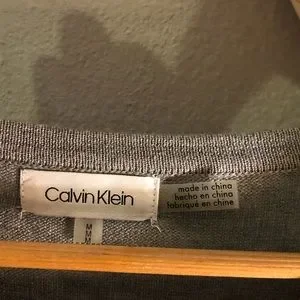 Calvin Klein
made in china
hecho en china
fabriqué en chine
M
M
M